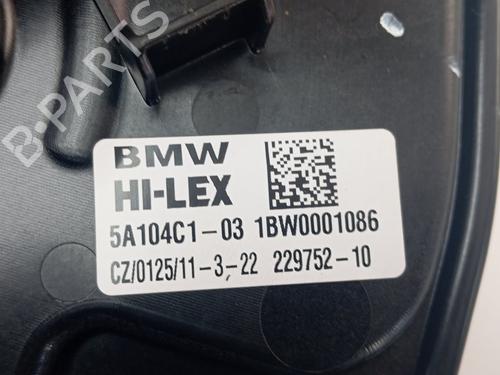 B-PARTS
BMW
HI-LEX
5A104C1-03 1BW0001086
CZ/0125/11-3-22 229752-10